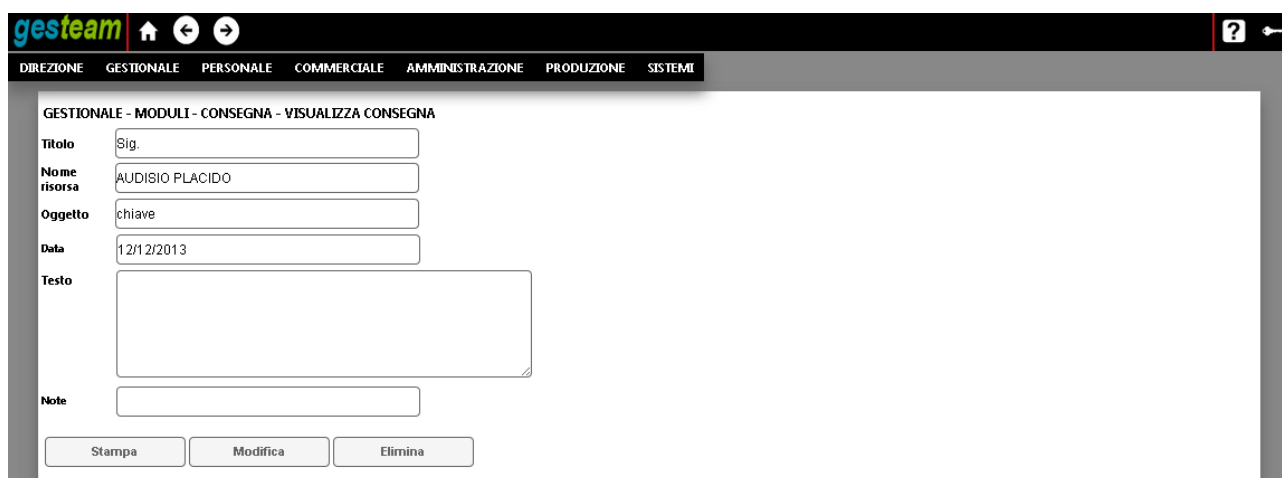 gesteam
?
DIREZIONE GESTIONALE PERSONALE COMMERCIALE AMMINISTRAZIONE PRODUZIONE SISTEMI
GESTIONALE - MODULI - CONSEGNA - VISUALIZZA CONSEGNA
Titolo Sig.
Nome
risorsa AUDISIO PLACIDO
Oggetto chiave
Data 12/12/2013
Testo
Note
Stampa Modifica Elimina